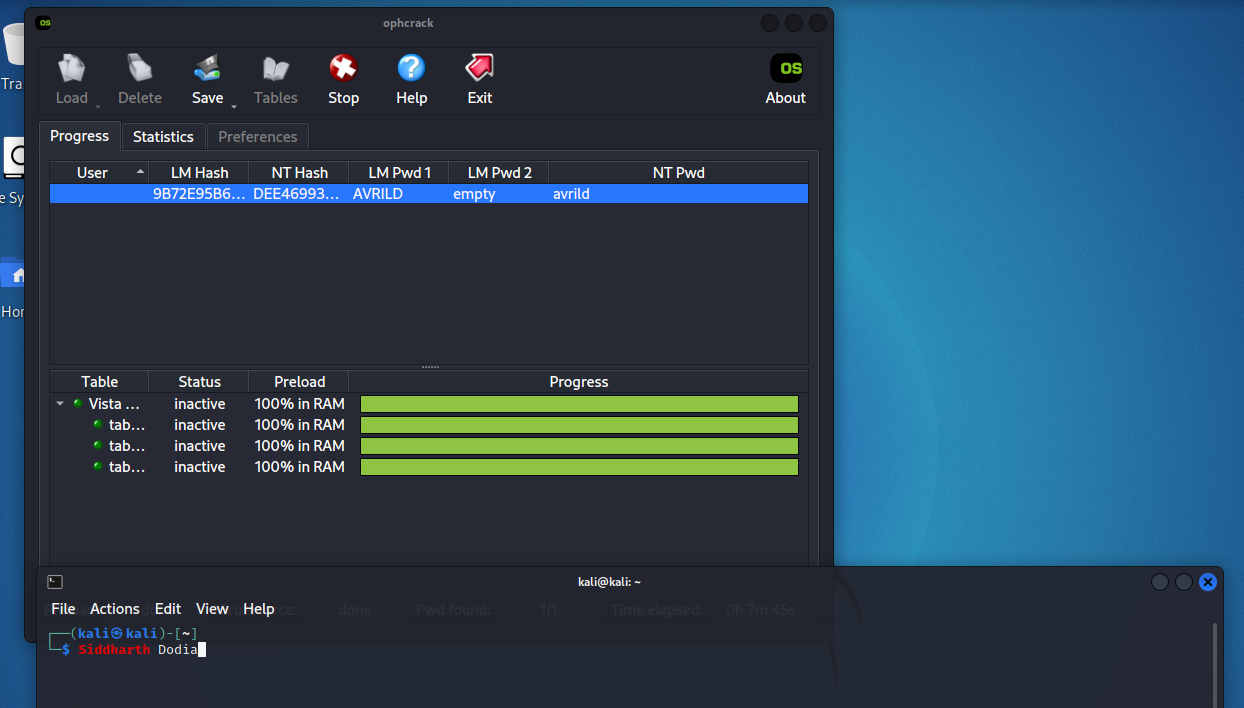 OS ophcrack
Load Delete Save Tables Stop Help Exit OS About
Progress Statistics Preferences
User LM Hash NT Hash LM Pwd 1 LM Pwd 2 NT Pwd
9B72E95B6... DEE46993... AVRILD empty avrild
Tra
e Sy
Hor
Table Status Preload Progress
Vista ... inactive 100% in RAM
tab... inactive 100% in RAM
tab... inactive 100% in RAM
tab... inactive 100% in RAM
kali@kali: ~
File Actions Edit View Help
done Pwd found: 1/1 Time elapsed: 0h 7m 45s
(kali㉿kali)-[~]
$ Siddharth Dodia